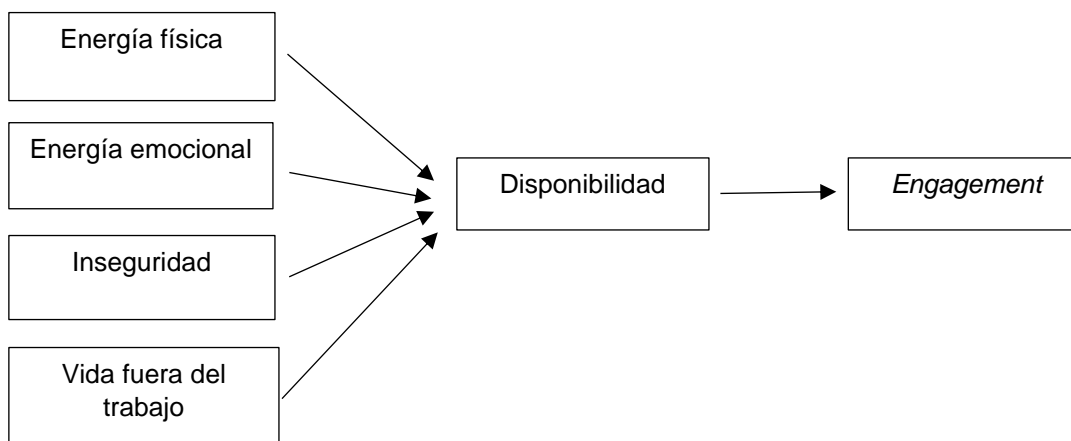 Energía física
Energía emocional
Disponibilidad
Engagement
Inseguridad
Vida fuera del
trabajo